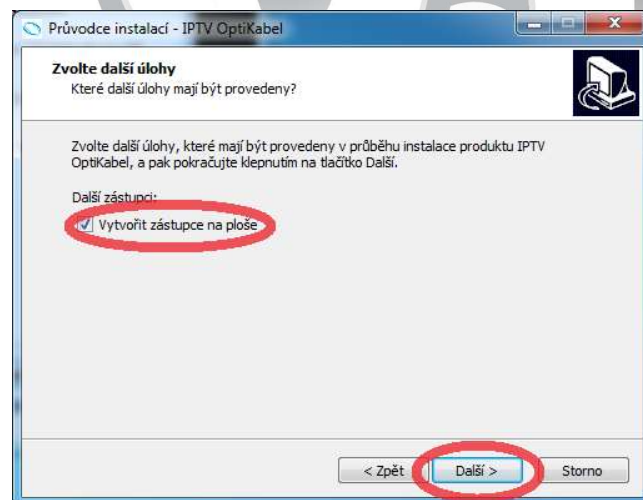 Průvodce instalací - IPTV OptiKabel
Zvolte další úlohy
Které další úlohy mají být provedeny?
Zvolte další úlohy, které mají být provedeny v průběhu instalace produktu IPTV
OptiKabel, a pak pokračujte klepnutím na tlačítko Další.
Další zástupci:
Vytvořit zástupce na ploše
< Zpět
Další >
Storno